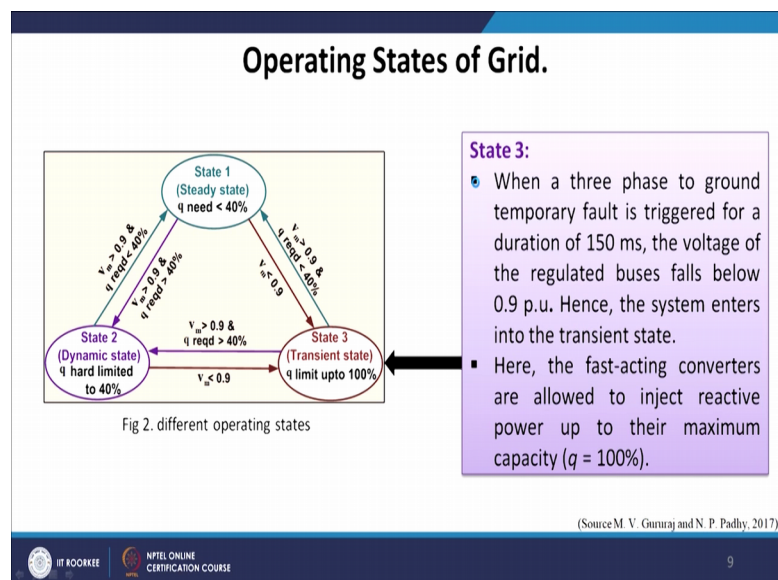 Operating States of Grid.
State 1
(Steady state)
q need < 40%
Vm> 0.9 &
q reqd < 40%
Vm> 0.9 &
q reqd > 40%
Vm> 0.9 &
q reqd < 40%
Vm< 0.9
Vm> 0.9 &
q reqd > 40%
Vm< 0.9
State 2
(Dynamic state)
q hard limited
to 40%
State 3
(Transient state)
q limit upto 100%
Fig 2. different operating states
State 3:
When a three phase to ground
temporary fault is triggered for a
duration of 150 ms, the voltage of
the regulated buses falls below
0.9 p.u. Hence, the system enters
into the transient state.
Here, the fast-acting converters
are allowed to inject reactive
power up to their maximum
capacity (q = 100%).
(Source M. V. Gururaj and N. P. Padhy, 2017)
IIT ROORKEE
NPTEL ONLINE
CERTIFICATION COURSE
9